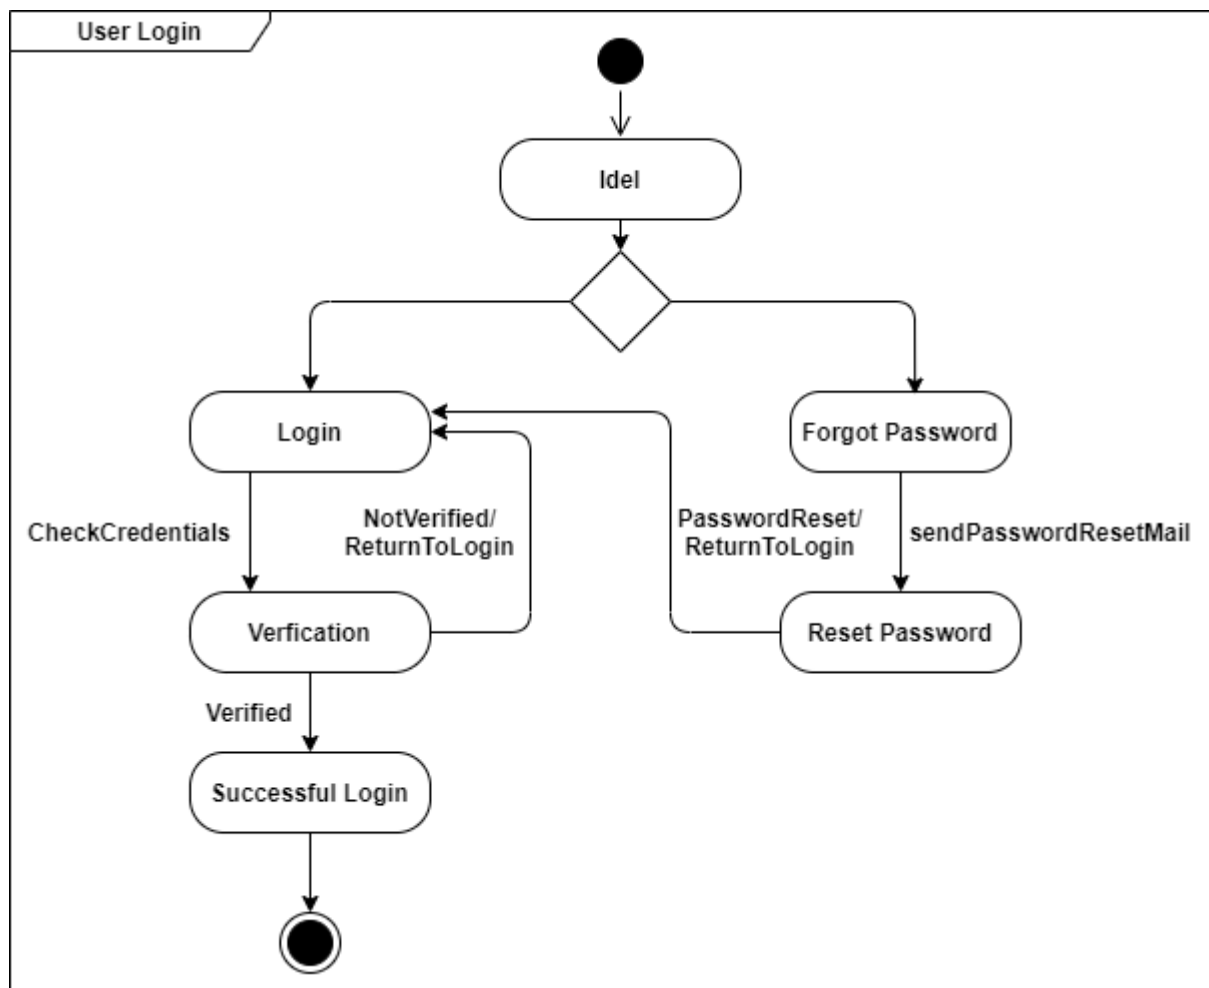 User Login
Idel
Login
Forgot Password
CheckCredentials
NotVerified/
ReturnToLogin
PasswordReset/
ReturnToLogin
sendPasswordResetMail
Verfication
Reset Password
Verified
Successful Login